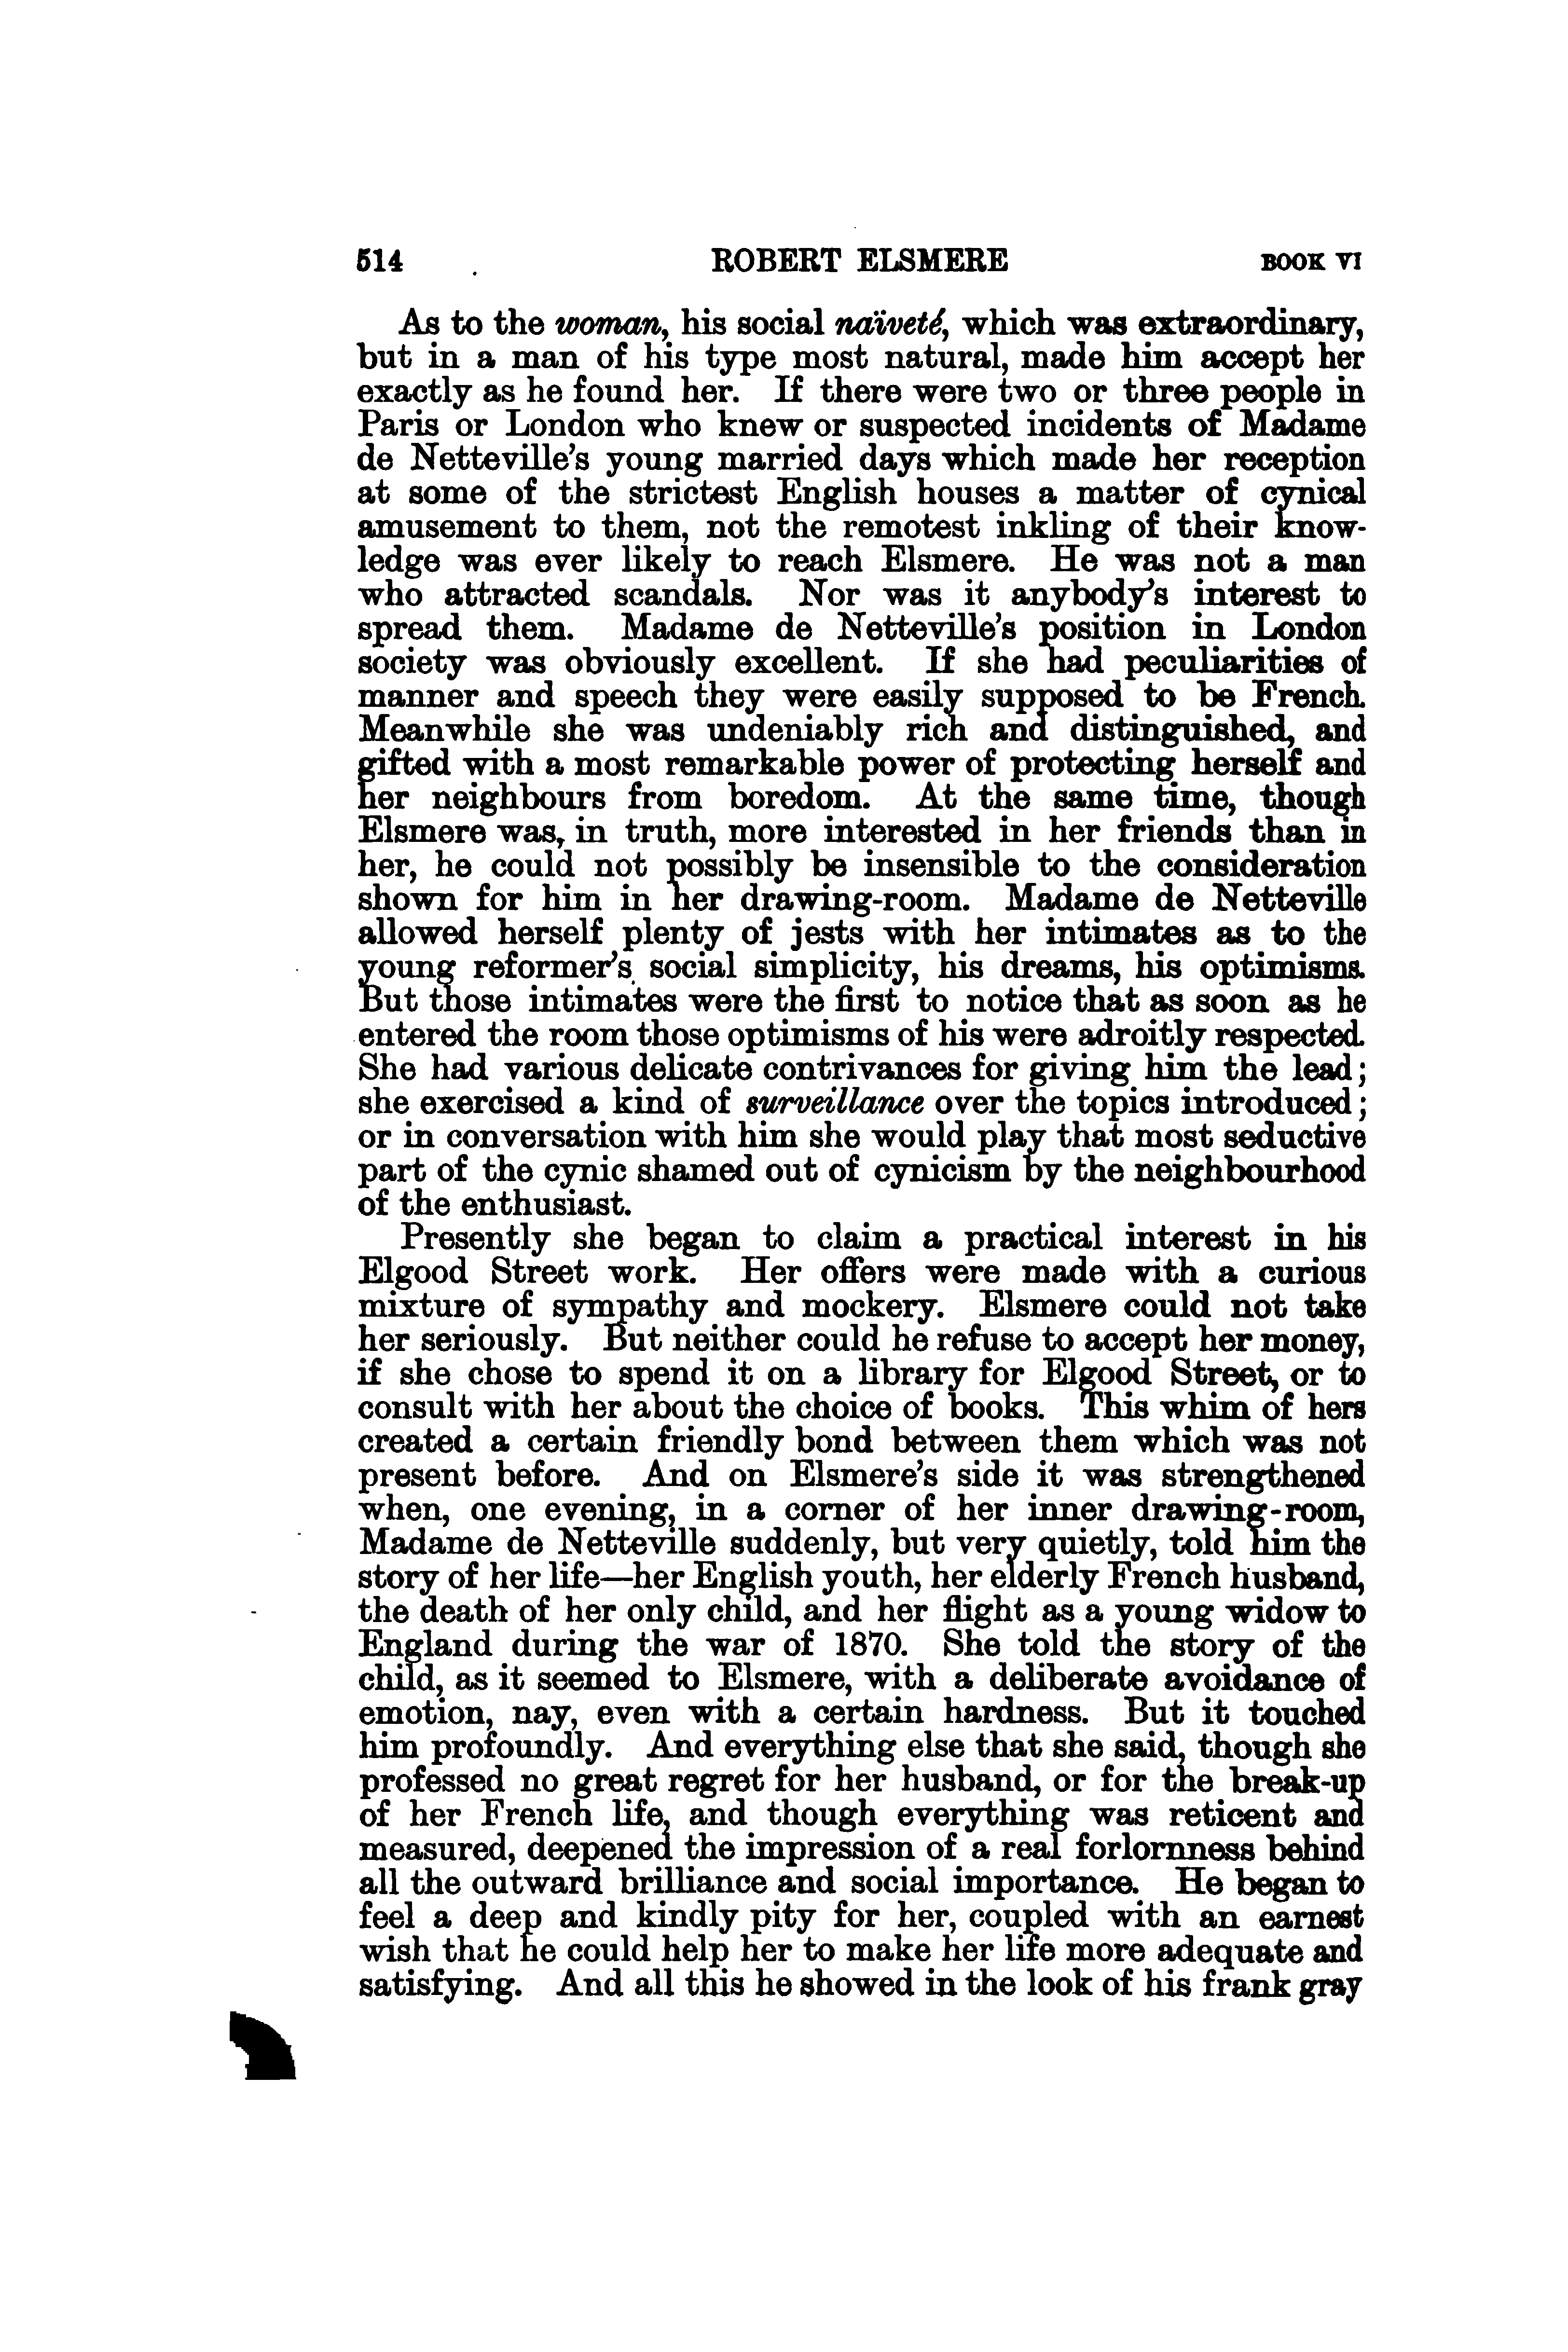 514 ROBERT ELSMERE BOOK VI
As to the woman, his social naïveté, which was extraordinary,
but in a man of his type most natural, made him accept her
exactly as he found her. If there were two or three people in
Paris or London who knew or suspected incidents of Madame
de Netteville's young married days which made her reception
at some of the strictest English houses a matter of cynical
amusement to them, not the remotest inkling of their know-
ledge was ever likely to reach Elsmere. He was not a man
who attracted scandals. Nor was it anybody's interest to
spread them. Madame de Netteville's position in London
society was obviously excellent. If she had peculiarities of
manner and speech they were easily supposed to be French.
Meanwhile she was undeniably rich and distinguished, and
gifted with a most remarkable power of protecting herself and
her neighbours from boredom. At the same time, though
Elsmere was, in truth, more interested in her friends than in
her, he could not possibly be insensible to the consideration
shown for him in her drawing-room. Madame de Netteville
allowed herself plenty of jests with her intimates as to the
young reformer's social simplicity, his dreams, his optimisms.
But those intimates were the first to notice that as soon as he
entered the room those optimisms of his were adroitly respected.
She had various delicate contrivances for giving him the lead;
she exercised a kind of surveillance over the topics introduced;
or in conversation with him she would play that most seductive
part of the cynic shamed out of cynicism by the neighbourhood
of the enthusiast.
Presently she began to claim a practical interest in his
Elgood Street work. Her offers were made with a curious
mixture of sympathy and mockery. Elsmere could not take
her seriously. But neither could he refuse to accept her money,
if she chose to spend it on a library for Elgood Street, or to
consult with her about the choice of books. This whim of hers
created a certain friendly bond between them which was not
present before. And on Elsmere's side it was strengthened
when, one evening, in a corner of her inner drawing-room,
Madame de Netteville suddenly, but very quietly, told him the
story of her life—her English youth, her elderly French husband,
the death of her only child, and her flight as a young widow to
England during the war of 1870. She told the story of the
child, as it seemed to Elsmere, with a deliberate avoidance of
emotion, nay, even with a certain hardness. But it touched
him profoundly. And everything else that she said, though she
professed no great regret for her husband, or for the break-up
of her French life, and though everything was reticent and
measured, deepened the impression of a real forlornness behind
all the outward brilliance and social importance. He began to
feel a deep and kindly pity for her, coupled with an earnest
wish that he could help her to make her life more adequate and
satisfying. And all this he showed in the look of his frank gray